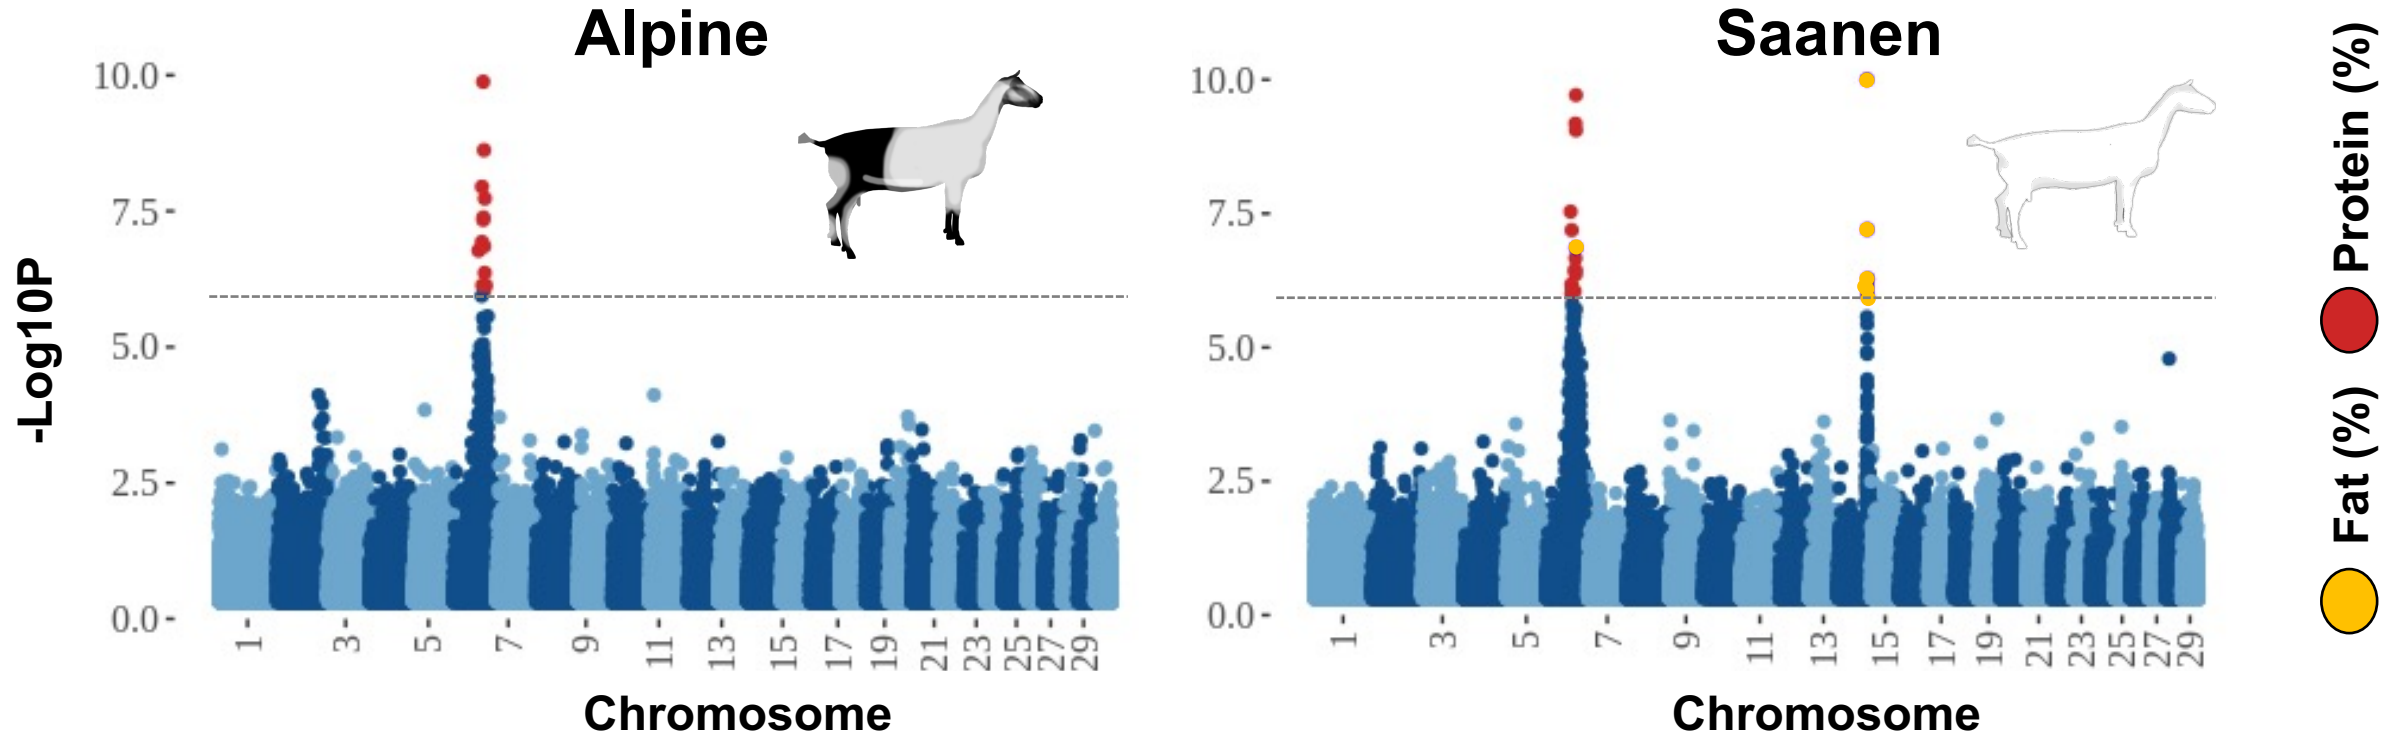 Alpine
Saanen
-Log10P
10.0
7.5
5.0
2.5
0.0
1 3 5 7 9 11 13 15 17 19 21 23 25 27 29
Chromosome
10.0
7.5
5.0
2.5
0.0
1 3 5 7 9 11 13 15 17 19 21 23 25 27 29
Chromosome
Protein (%)
Fat (%)